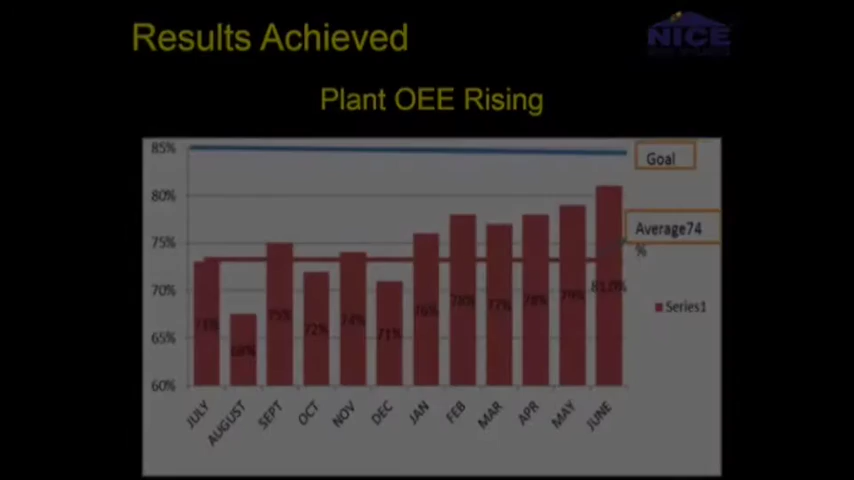 Results Achieved
NICE
Plant OEE Rising
85%
80%
75%
70%
65%
60%
Goal
Average74
%
Series1
73%
68%
75%
72%
74%
71%
76%
78%
77%
78%
79%
81.0%
JULY
AUGUST
SEPT
OCT
NOV
DEC
JAN
FEB
MAR
APR
MAY
JUNE